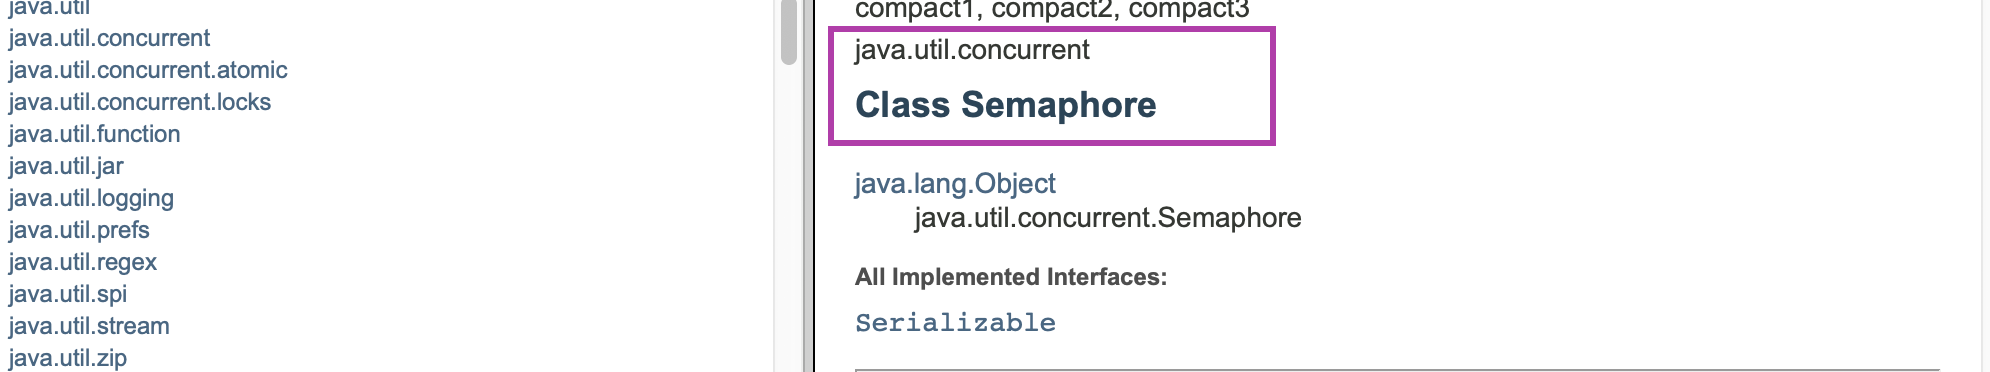 java.util
java.util.concurrent
java.util.concurrent.atomic
java.util.concurrent.locks
java.util.function
java.util.jar
java.util.logging
java.util.prefs
java.util.regex
java.util.spi
java.util.stream
java.util.zip
compact1, compact2, compact3
java.util.concurrent
Class Semaphore
java.lang.Object
java.util.concurrent.Semaphore
All Implemented Interfaces:
Serializable